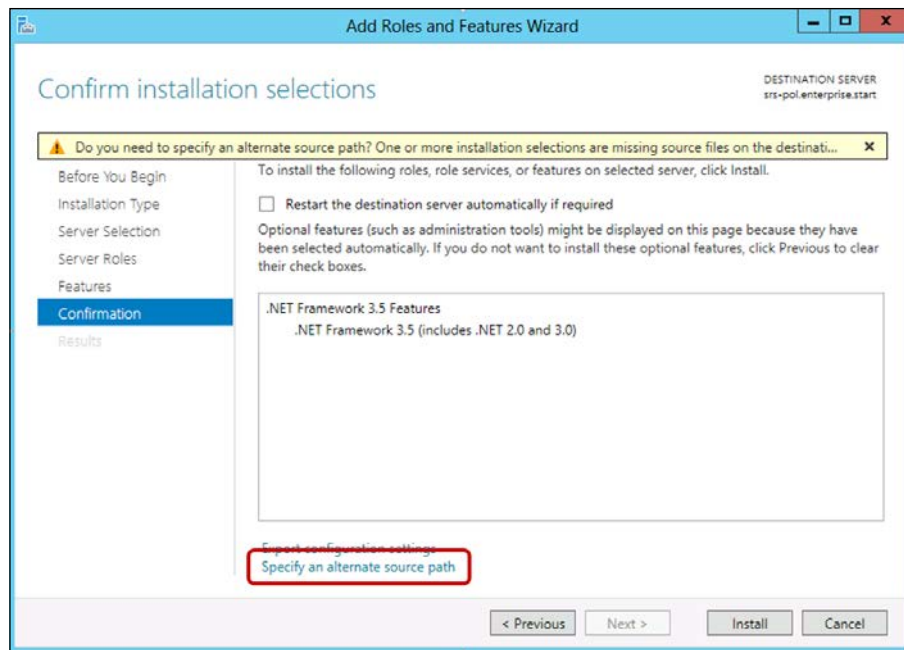 Add Roles and Features Wizard
Confirm installation selections
DESTINATION SERVER
srs-pol.enterprise.start
Do you need to specify an alternate source path? One or more installation selections are missing source files on the destinati...
Before You Begin
Installation Type
Server Selection
Server Roles
Features
Confirmation
Results
To install the following roles, role services, or features on selected server, click Install.
Restart the destination server automatically if required
Optional features (such as administration tools) might be displayed on this page because they have
been selected automatically. If you do not want to install these optional features, click Previous to clear
their check boxes.
.NET Framework 3.5 Features
.NET Framework 3.5 (includes .NET 2.0 and 3.0)
Export configuration settings
Specify an alternate source path
< Previous
Next >
Install
Cancel